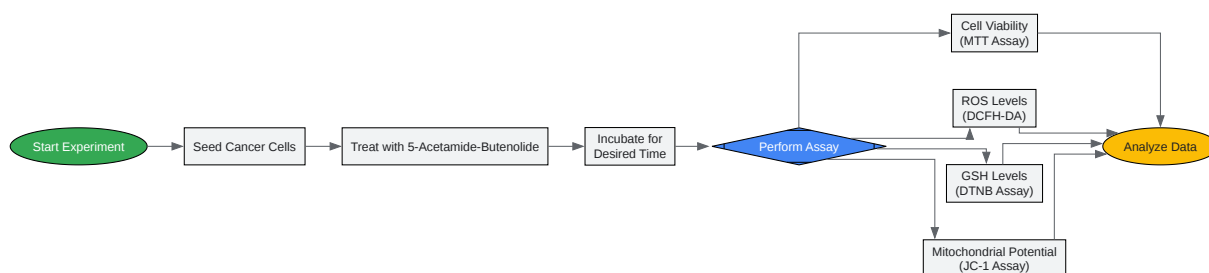 Start Experiment
Seed Cancer Cells
Treat with 5-Acetamide-Butenolide
Incubate for
Desired Time
Perform Assay
Cell Viability
(MTT Assay)
ROS Levels
(DCFH-DA)
GSH Levels
(DTNB Assay)
Mitochondrial Potential
(JC-1 Assay)
Analyze Data